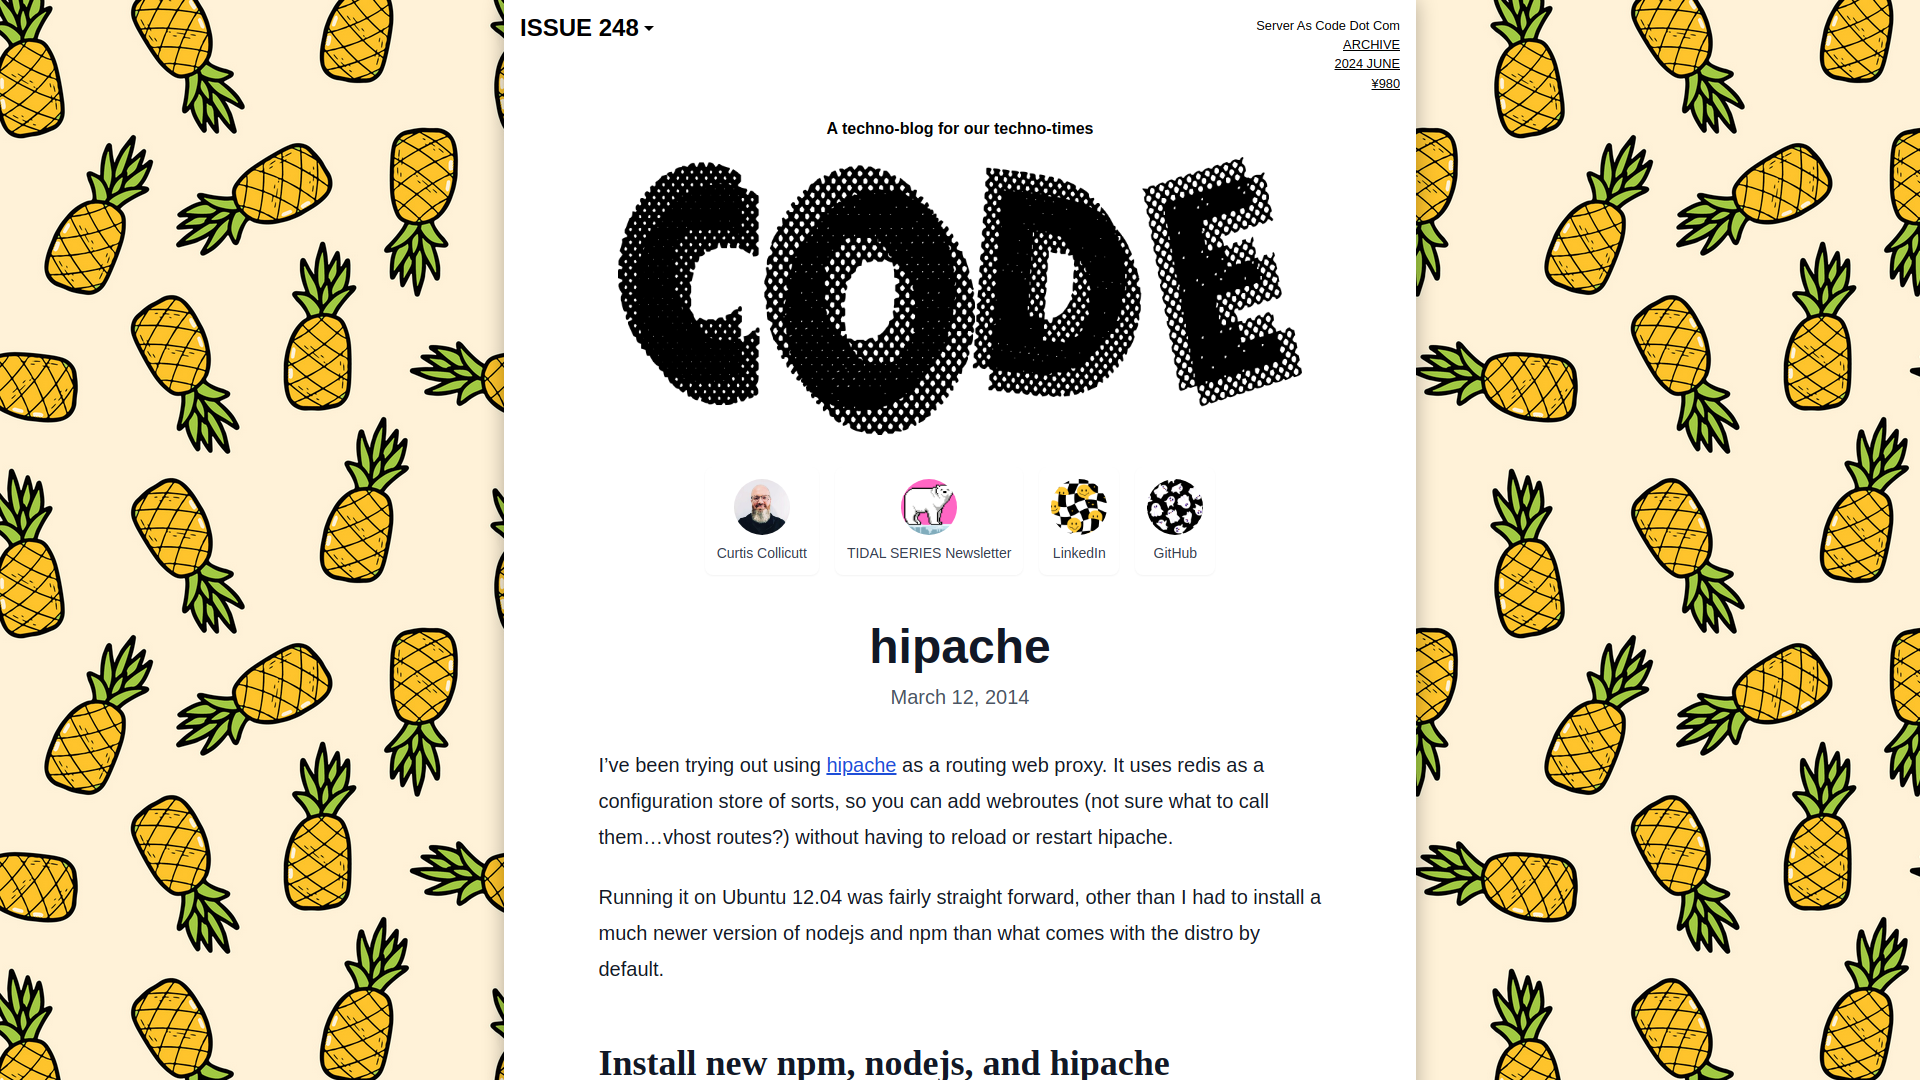 ISSUE 248
Server As Code Dot Com
ARCHIVE
2024 JUNE
¥980
A techno-blog for our techno-times
CODE
Curtis Collicutt
TIDAL SERIES Newsletter
LinkedIn
GitHub
hipache
March 12, 2014
I’ve been trying out using hipache as a routing web proxy. It uses redis as a
configuration store of sorts, so you can add webroutes (not sure what to call
them…vhost routes?) without having to reload or restart hipache.
Running it on Ubuntu 12.04 was fairly straight forward, other than I had to install a
much newer version of nodejs and npm than what comes with the distro by
default.
Install new npm, nodejs, and hipache